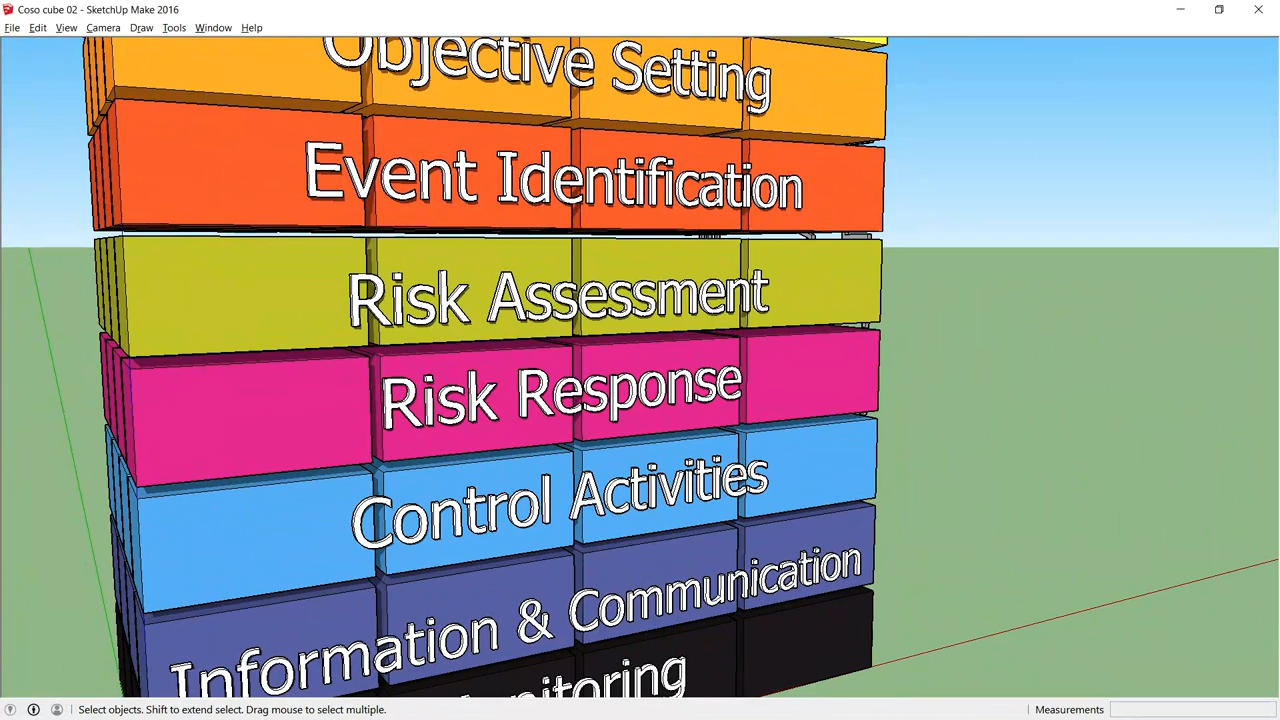 Coso cube 02 - SketchUp Make 2016
File Edit View Camera Draw Tools Window Help
Objective Setting
Event Identification
Risk Assessment
Risk Response
Control Activities
Information & Communication
Monitoring
Select objects. Shift to extend select. Drag mouse to select multiple.
Measurements